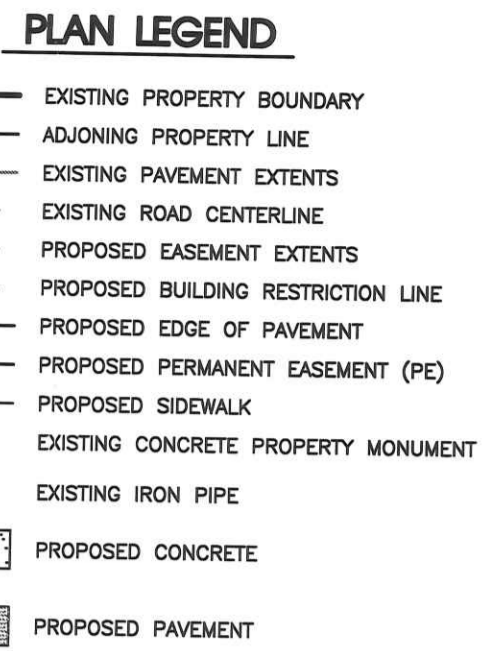 PLAN LEGEND
EXISTING PROPERTY BOUNDARY
ADJONING PROPERTY LINE
EXISTING PAVEMENT EXTENTS
EXISTING ROAD CENTERLINE
PROPOSED EASEMENT EXTENTS
PROPOSED BUILDING RESTRICTION LINE
PROPOSED EDGE OF PAVEMENT
PROPOSED PERMANENT EASEMENT (PE)
PROPOSED SIDEWALK
EXISTING CONCRETE PROPERTY MONUMENT
EXISTING IRON PIPE
PROPOSED CONCRETE
PROPOSED PAVEMENT